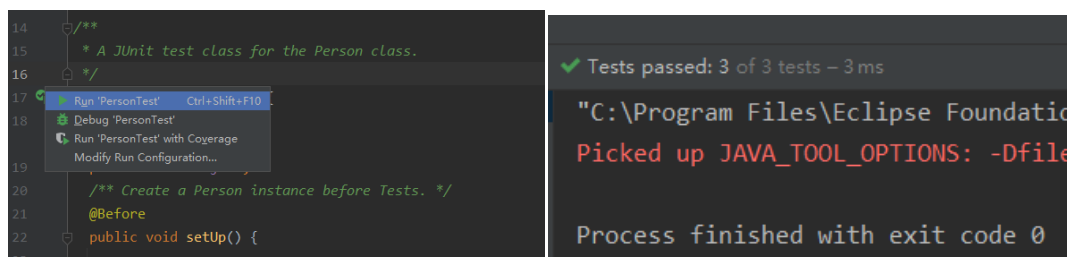 14 /**
15 * A JUnit test class for the Person class.
16 */
17
Run 'PersonTest' Ctrl+Shift+F10
18
Debug 'PersonTest'
Run 'PersonTest' with Coverage
Modify Run Configuration...
19
20 /** Create a Person instance before Tests. */
21 @Before
22 public void setUp() {
Tests passed: 3 of 3 tests – 3 ms
"C:\Program Files\Eclipse Foundatio
Picked up JAVA_TOOL_OPTIONS: -Dfile
Process finished with exit code 0